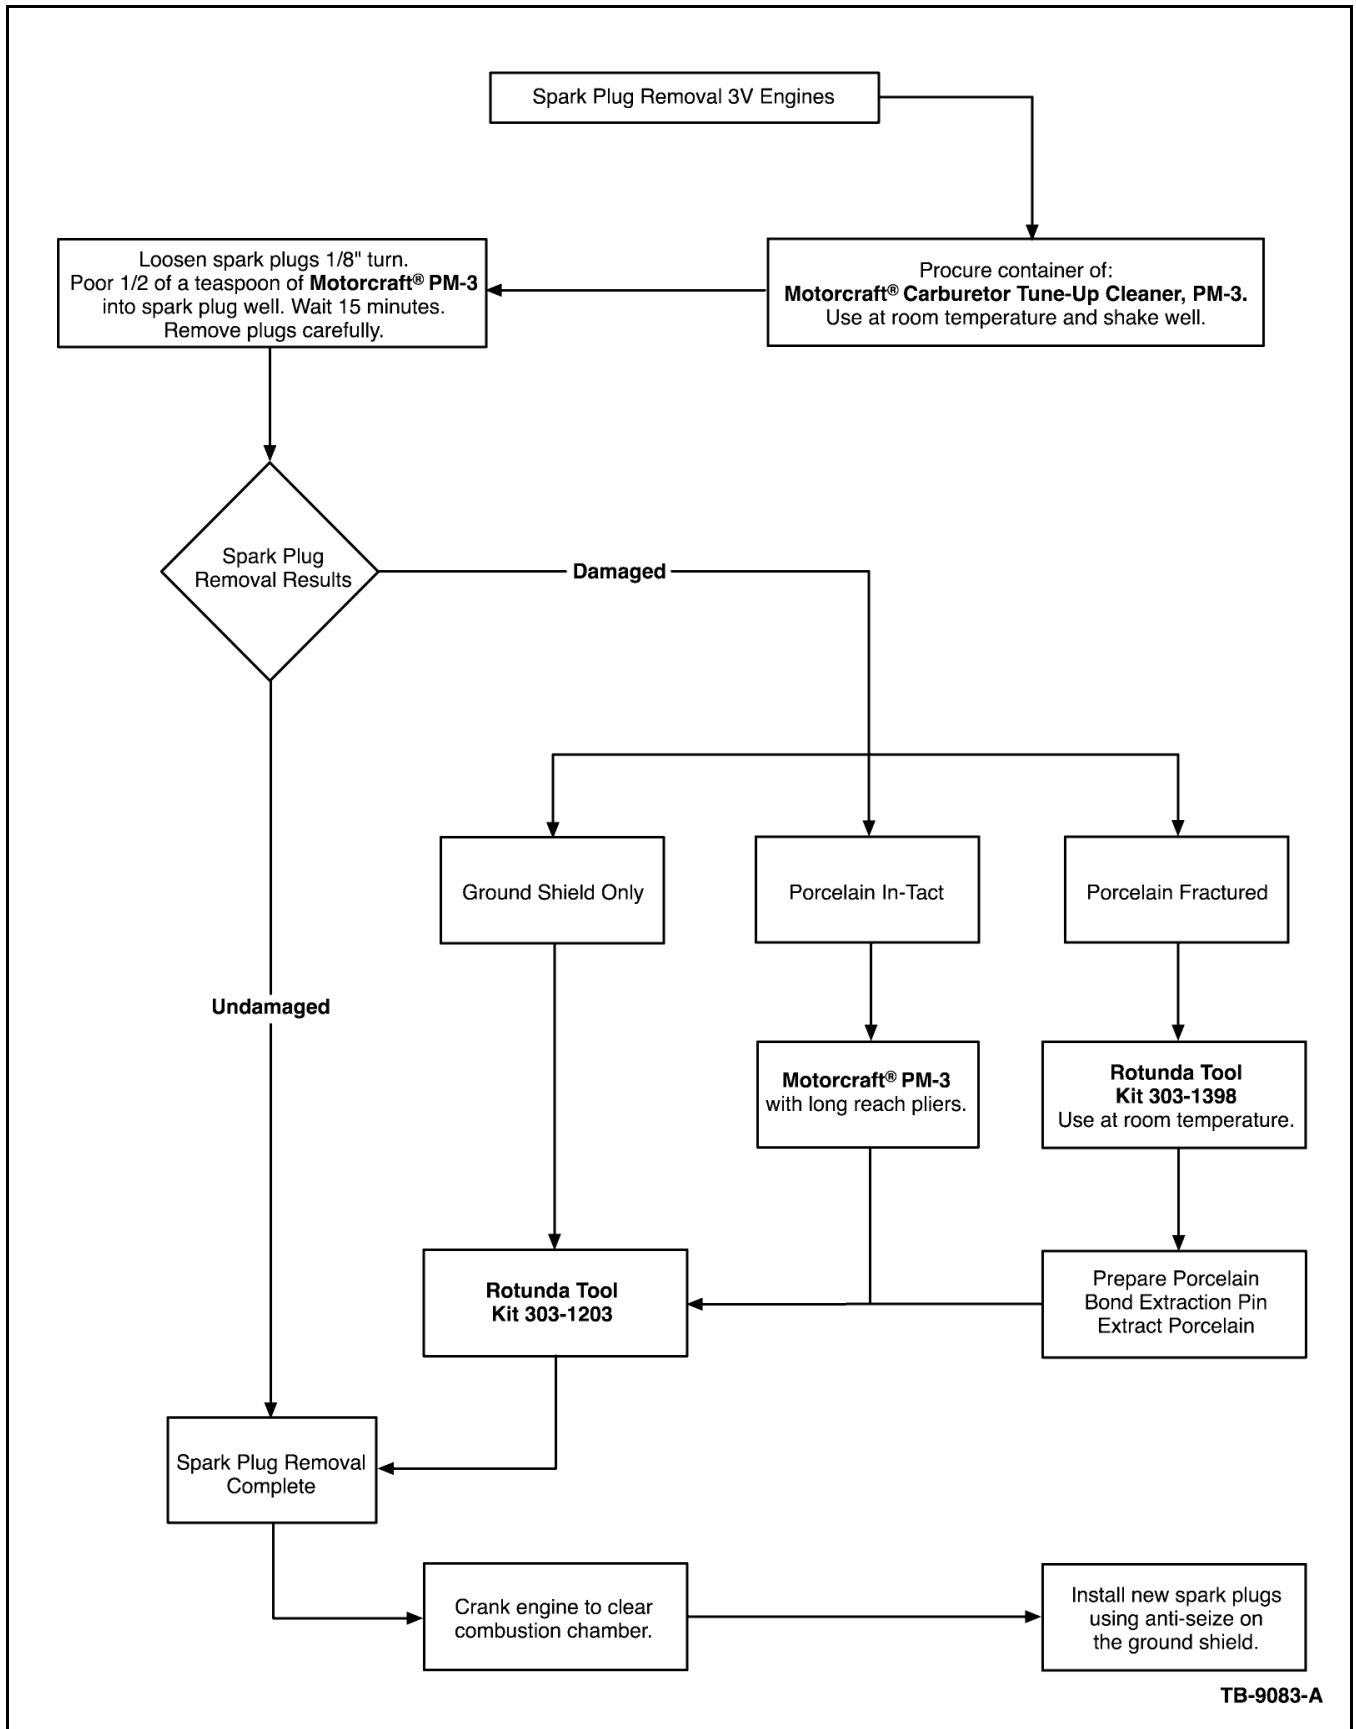 Spark Plug Removal 3V Engines
Procure container of:
Motorcraft® Carburetor Tune-Up Cleaner, PM-3.
Use at room temperature and shake well.
Loosen spark plugs 1/8" turn.
Poor 1/2 of a teaspoon of Motorcraft® PM-3
into spark plug well. Wait 15 minutes.
Remove plugs carefully.
Spark Plug
Removal Results
Damaged
Undamaged
Ground Shield Only
Porcelain In-Tact
Porcelain Fractured
Motorcraft® PM-3
with long reach pliers.
Rotunda Tool
Kit 303-1398
Use at room temperature.
Prepare Porcelain
Bond Extraction Pin
Extract Porcelain
Rotunda Tool
Kit 303-1203
Spark Plug Removal
Complete
Crank engine to clear
combustion chamber.
Install new spark plugs
using anti-seize on
the ground shield.
TB-9083-A